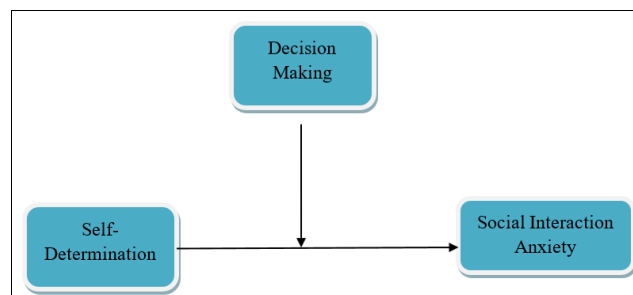 Decision
Making
Self-
Determination
Social Interaction
Anxiety